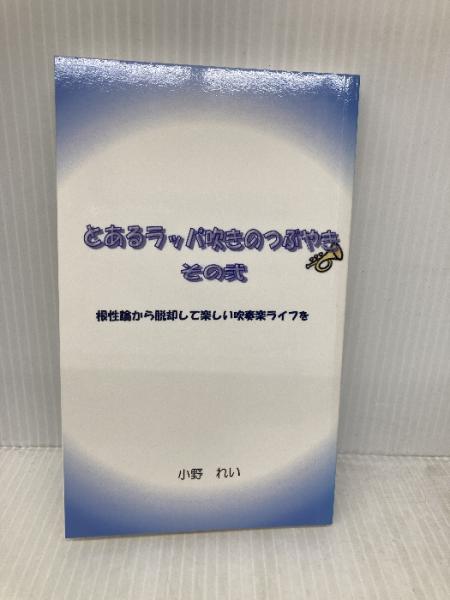 とあるラッパ吹きのつぶやき
その弐
根性論から脱却して楽しい吹奏楽ライフを
小野　れい